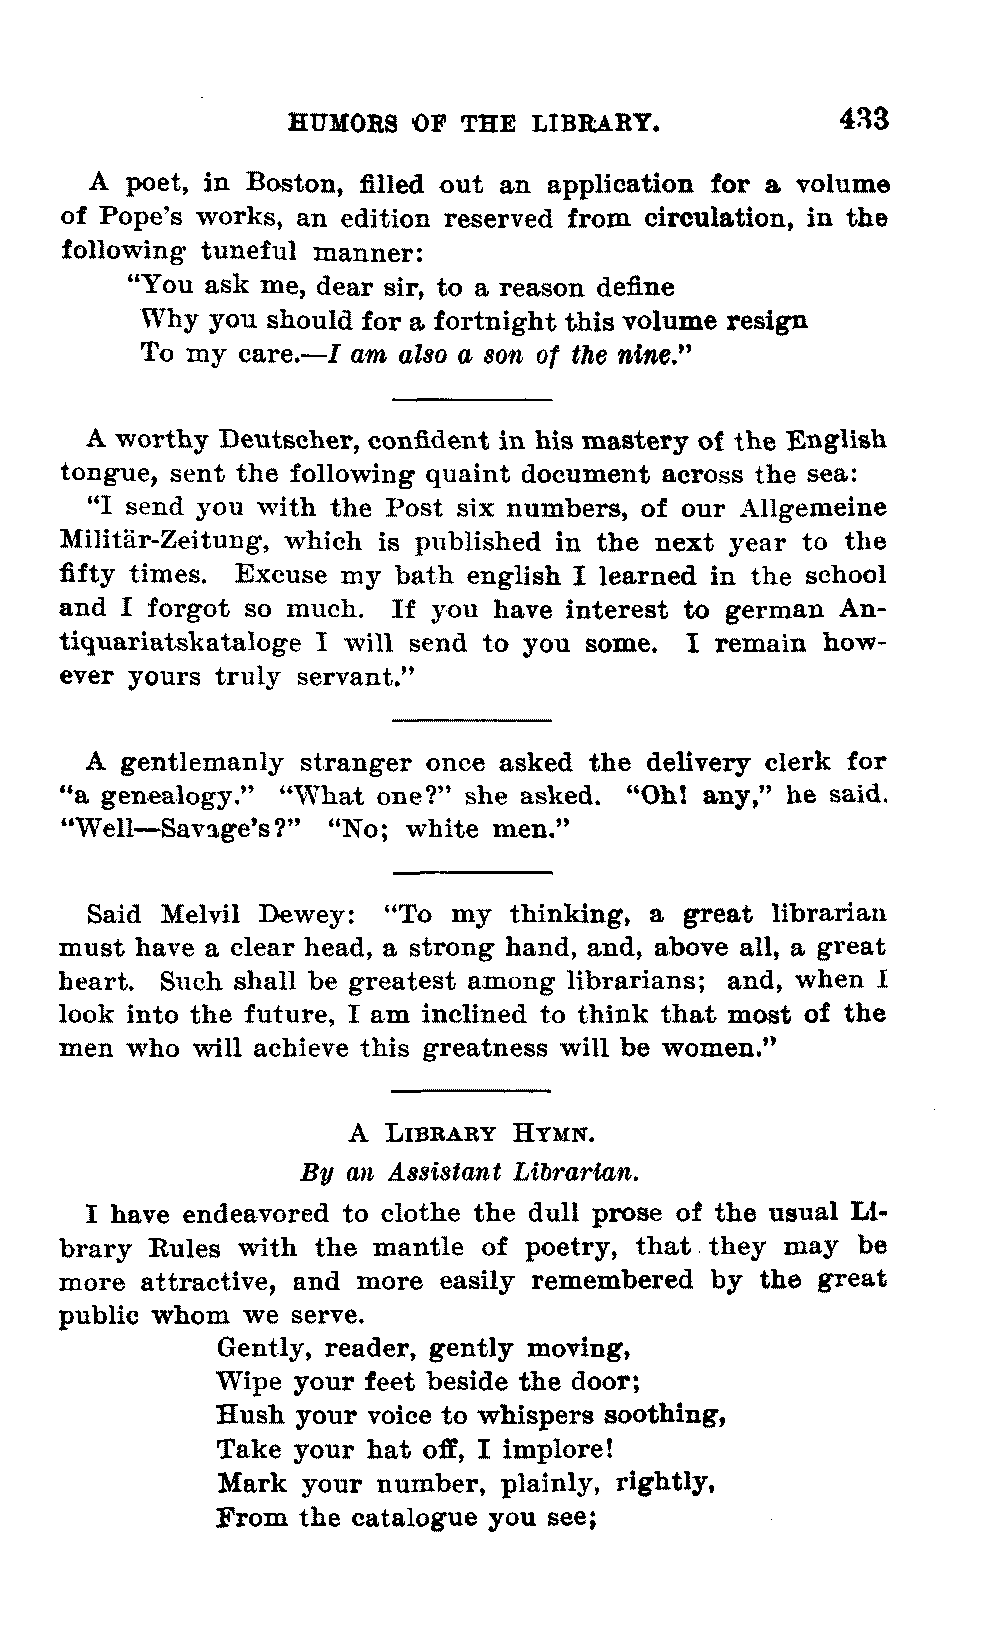 HUMORS OF THE LIBRARY. 433
A poet, in Boston, filled out an application for a volume
of Pope's works, an edition reserved from circulation, in the
following tuneful manner:
"You ask me, dear sir, to a reason define
Why you should for a fortnight this volume resign
To my care.—I am also a son of the nine."
A worthy Deutscher, confident in his mastery of the English
tongue, sent the following quaint document across the sea:
"I send you with the Post six numbers, of our Allgemeine
Militär-Zeitung, which is published in the next year to the
fifty times. Excuse my bath english I learned in the school
and I forgot so much. If you have interest to german An-
tiquariatskataloge I will send to you some. I remain how-
ever yours truly servant."
A gentlemanly stranger once asked the delivery clerk for
"a genealogy." "What one?" she asked. "Oh! any," he said.
"Well—Savage's?" "No; white men."
Said Melvil Dewey: "To my thinking, a great librarian
must have a clear head, a strong hand, and, above all, a great
heart. Such shall be greatest among librarians; and, when I
look into the future, I am inclined to think that most of the
men who will achieve this greatness will be women."
A LIBRARY HYMN.
By an Assistant Librarian.
I have endeavored to clothe the dull prose of the usual Li-
brary Rules with the mantle of poetry, that they may be
more attractive, and more easily remembered by the great
public whom we serve.
Gently, reader, gently moving,
Wipe your feet beside the door;
Hush your voice to whispers soothing,
Take your hat off, I implore!
Mark your number, plainly, rightly,
From the catalogue you see;